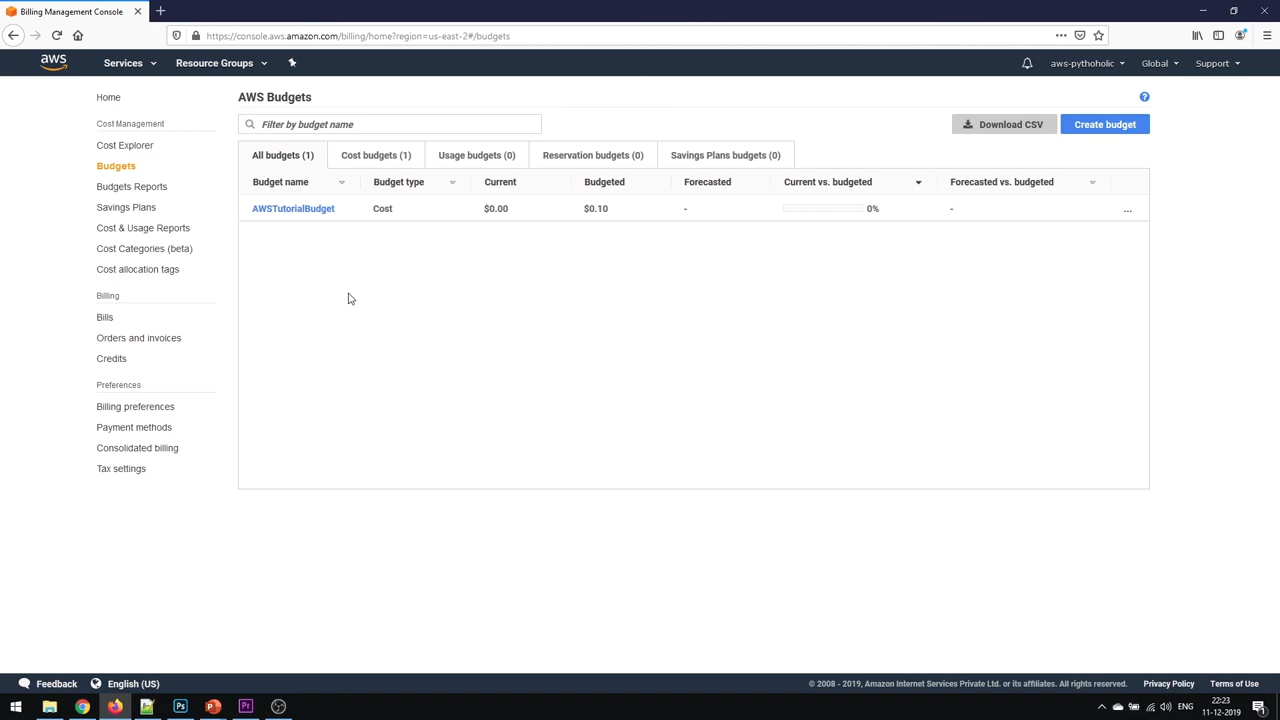 Billing Management Console
https://console.aws.amazon.com/billing/home?region=us-east-2#/budgets
aws
Services
Resource Groups
aws-pythoholic
Global
Support
Home
Cost Management
Cost Explorer
Budgets
Budgets Reports
Savings Plans
Cost & Usage Reports
Cost Categories (beta)
Cost allocation tags
Billing
Bills
Orders and invoices
Credits
Preferences
Billing preferences
Payment methods
Consolidated billing
Tax settings
AWS Budgets
?
Filter by budget name
Download CSV
Create budget
All budgets (1)
Cost budgets (1)
Usage budgets (0)
Reservation budgets (0)
Savings Plans budgets (0)
Budget name
Budget type
Current
Budgeted
Forecasted
Current vs. budgeted
Forecasted vs. budgeted
AWSTutorialBudget
Cost
$0.00
$0.10
-
0%
-
...
Feedback
English (US)
© 2008 - 2019, Amazon Internet Services Private Ltd. or its affiliates. All rights reserved.
Privacy Policy
Terms of Use
Ps
P
Pr
ENG
22:23
11-12-2019
1